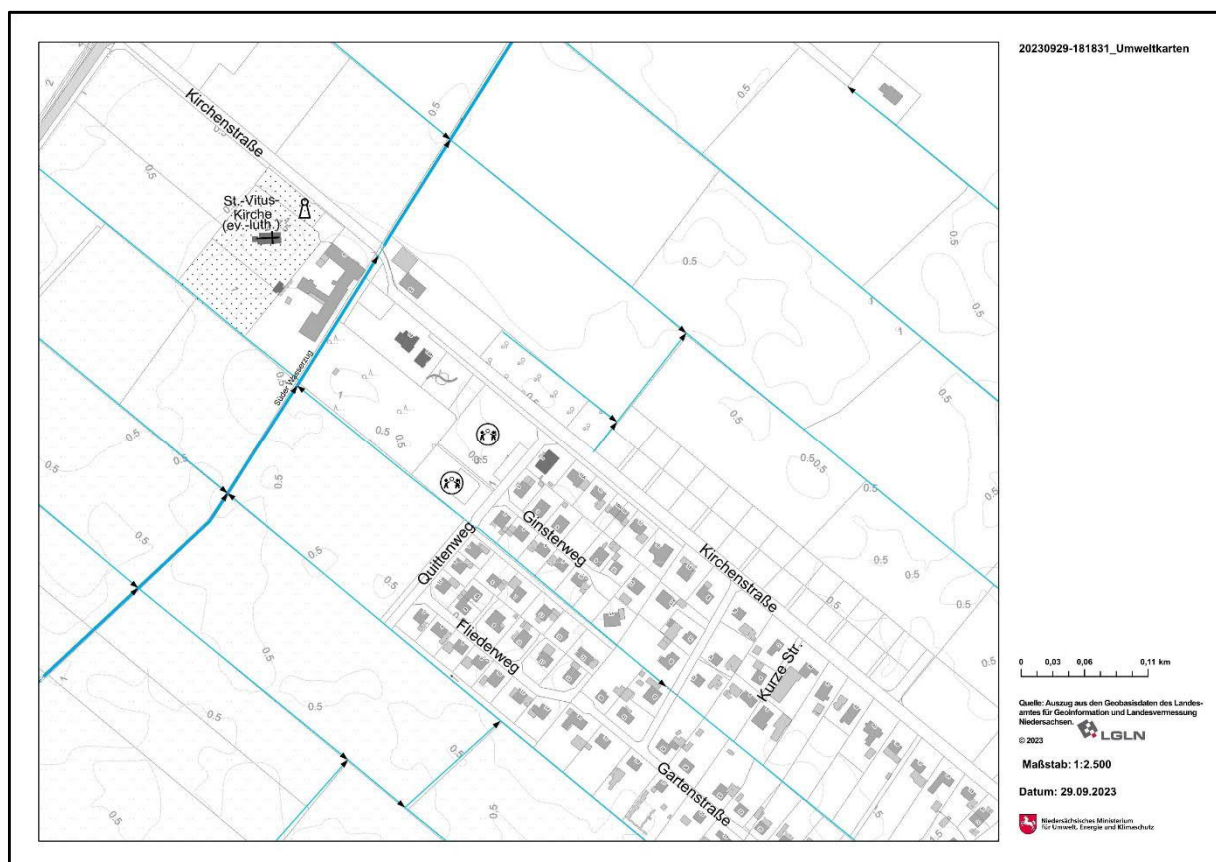 20230929-181831_Umweltkarten
Kirchenstraße
St.-Vitus-
Kirche
(ev.-luth.)
Süder Wasserzug
Quittenweg
Ginsterweg
Fliederweg
Kirchenstraße
Kurze Str.
Gartenstraße
2
1
0.5
0.5
0.5
0.5
0.5
0.5
1
1
0.5
0.5
0.5
0.5
0.5
0.5
0.5
0.5
0.5
0.5
1
0.5
0.5
0.5
0.5
0.5
1.5
0 0,03 0,06 0,11 km
Quelle: Auszug aus den Geobasisdaten des Landes-
amtes für Geoinformation und Landesvermessung
Niedersachsen.
© 2023 LGLN
Maßstab: 1:2.500
Datum: 29.09.2023
Niedersächsisches Ministerium
für Umwelt, Energie und Klimaschutz